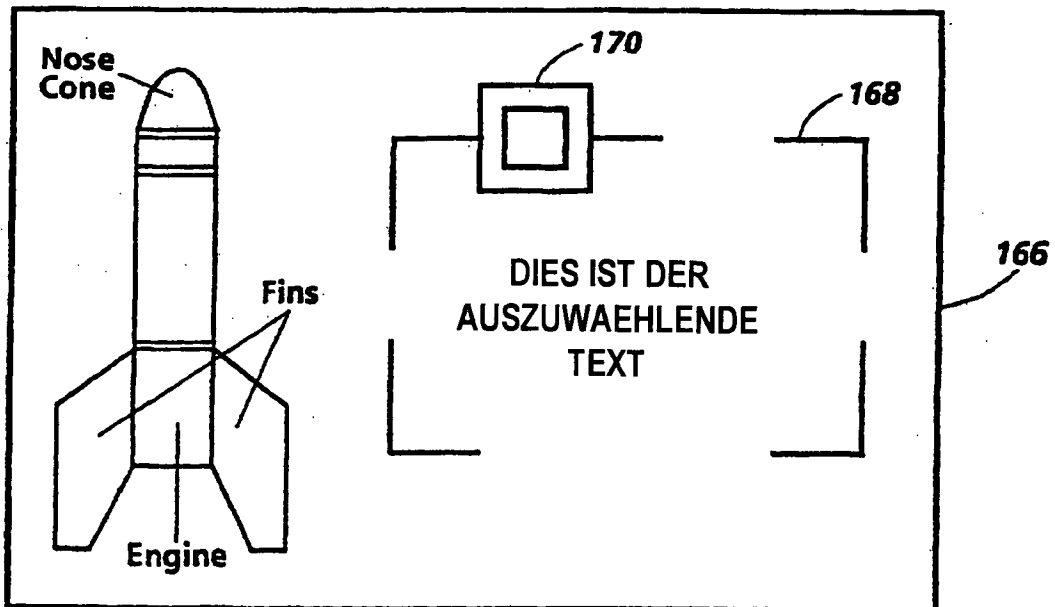 Nose
Cone
170
168
166
Fins
DIES IST DER
AUSZUWAEHLENDE
TEXT
Engine